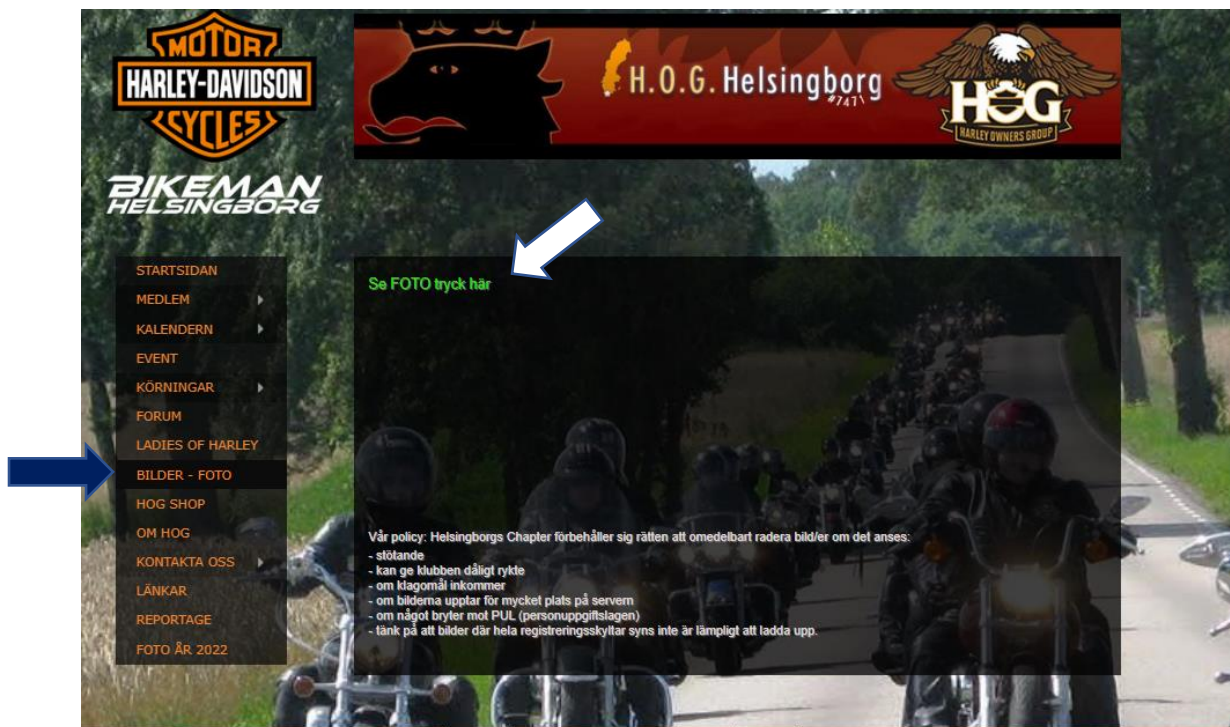 MOTOR
HARLEY-DAVIDSON
CYCLES
BIKEMAN
HELSINGBORG
H.O.G. Helsingborg
#7471
HOG
HARLEY OWNERS GROUP
STARTSIDAN
MEDLEM
KALENDERN
EVENT
KÖRNINGAR
FORUM
LADIES OF HARLEY
BILDER - FOTO
HOG SHOP
OM HOG
KONTAKTA OSS
LÄNKAR
REPORTAGE
FOTO ÅR 2022
Se FOTO tryck här
Vår policy: Helsingborgs Chapter förbehåller sig rätten att omedelbart radera bild/er om det anses:
- stötande
- kan ge klubben dåligt rykte
- om klagomål inkommer
- om bilderna upptar för mycket plats på servern
- om något bryter mot PUL (personuppgiftslagen)
- tänk på att bilder där hela registreringsskyltar syns inte är lämpligt att ladda upp.